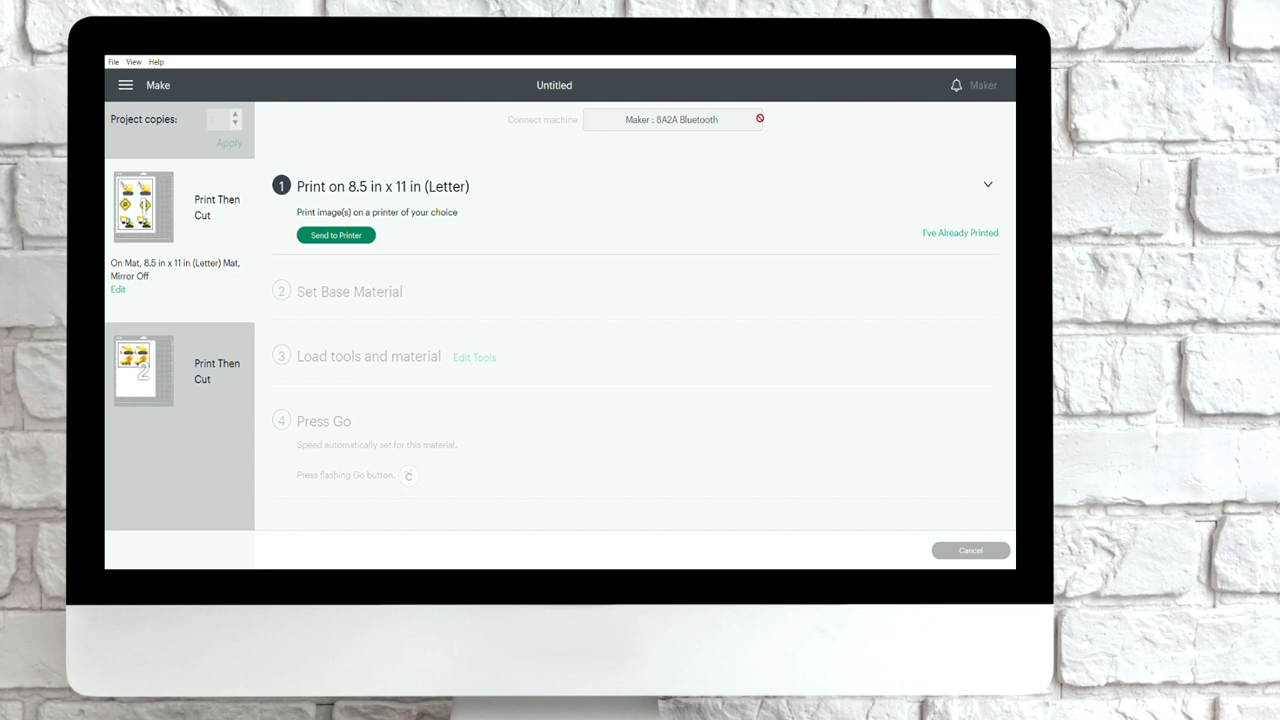 File View Help
Make
Untitled
Maker
Project copies:
Apply
Connect machine
Maker : 8A2A Bluetooth
Print Then
Cut
On Mat, 8.5 in x 11 in (Letter) Mat,
Mirror Off
Edit
2
Print Then
Cut
1 Print on 8.5 in x 11 in (Letter)
Print image(s) on a printer of your choice
Send to Printer
I've Already Printed
2 Set Base Material
3 Load tools and material Edit Tools
4 Press Go
Speed automatically set for this material.
Press flashing Go button. C
Cancel